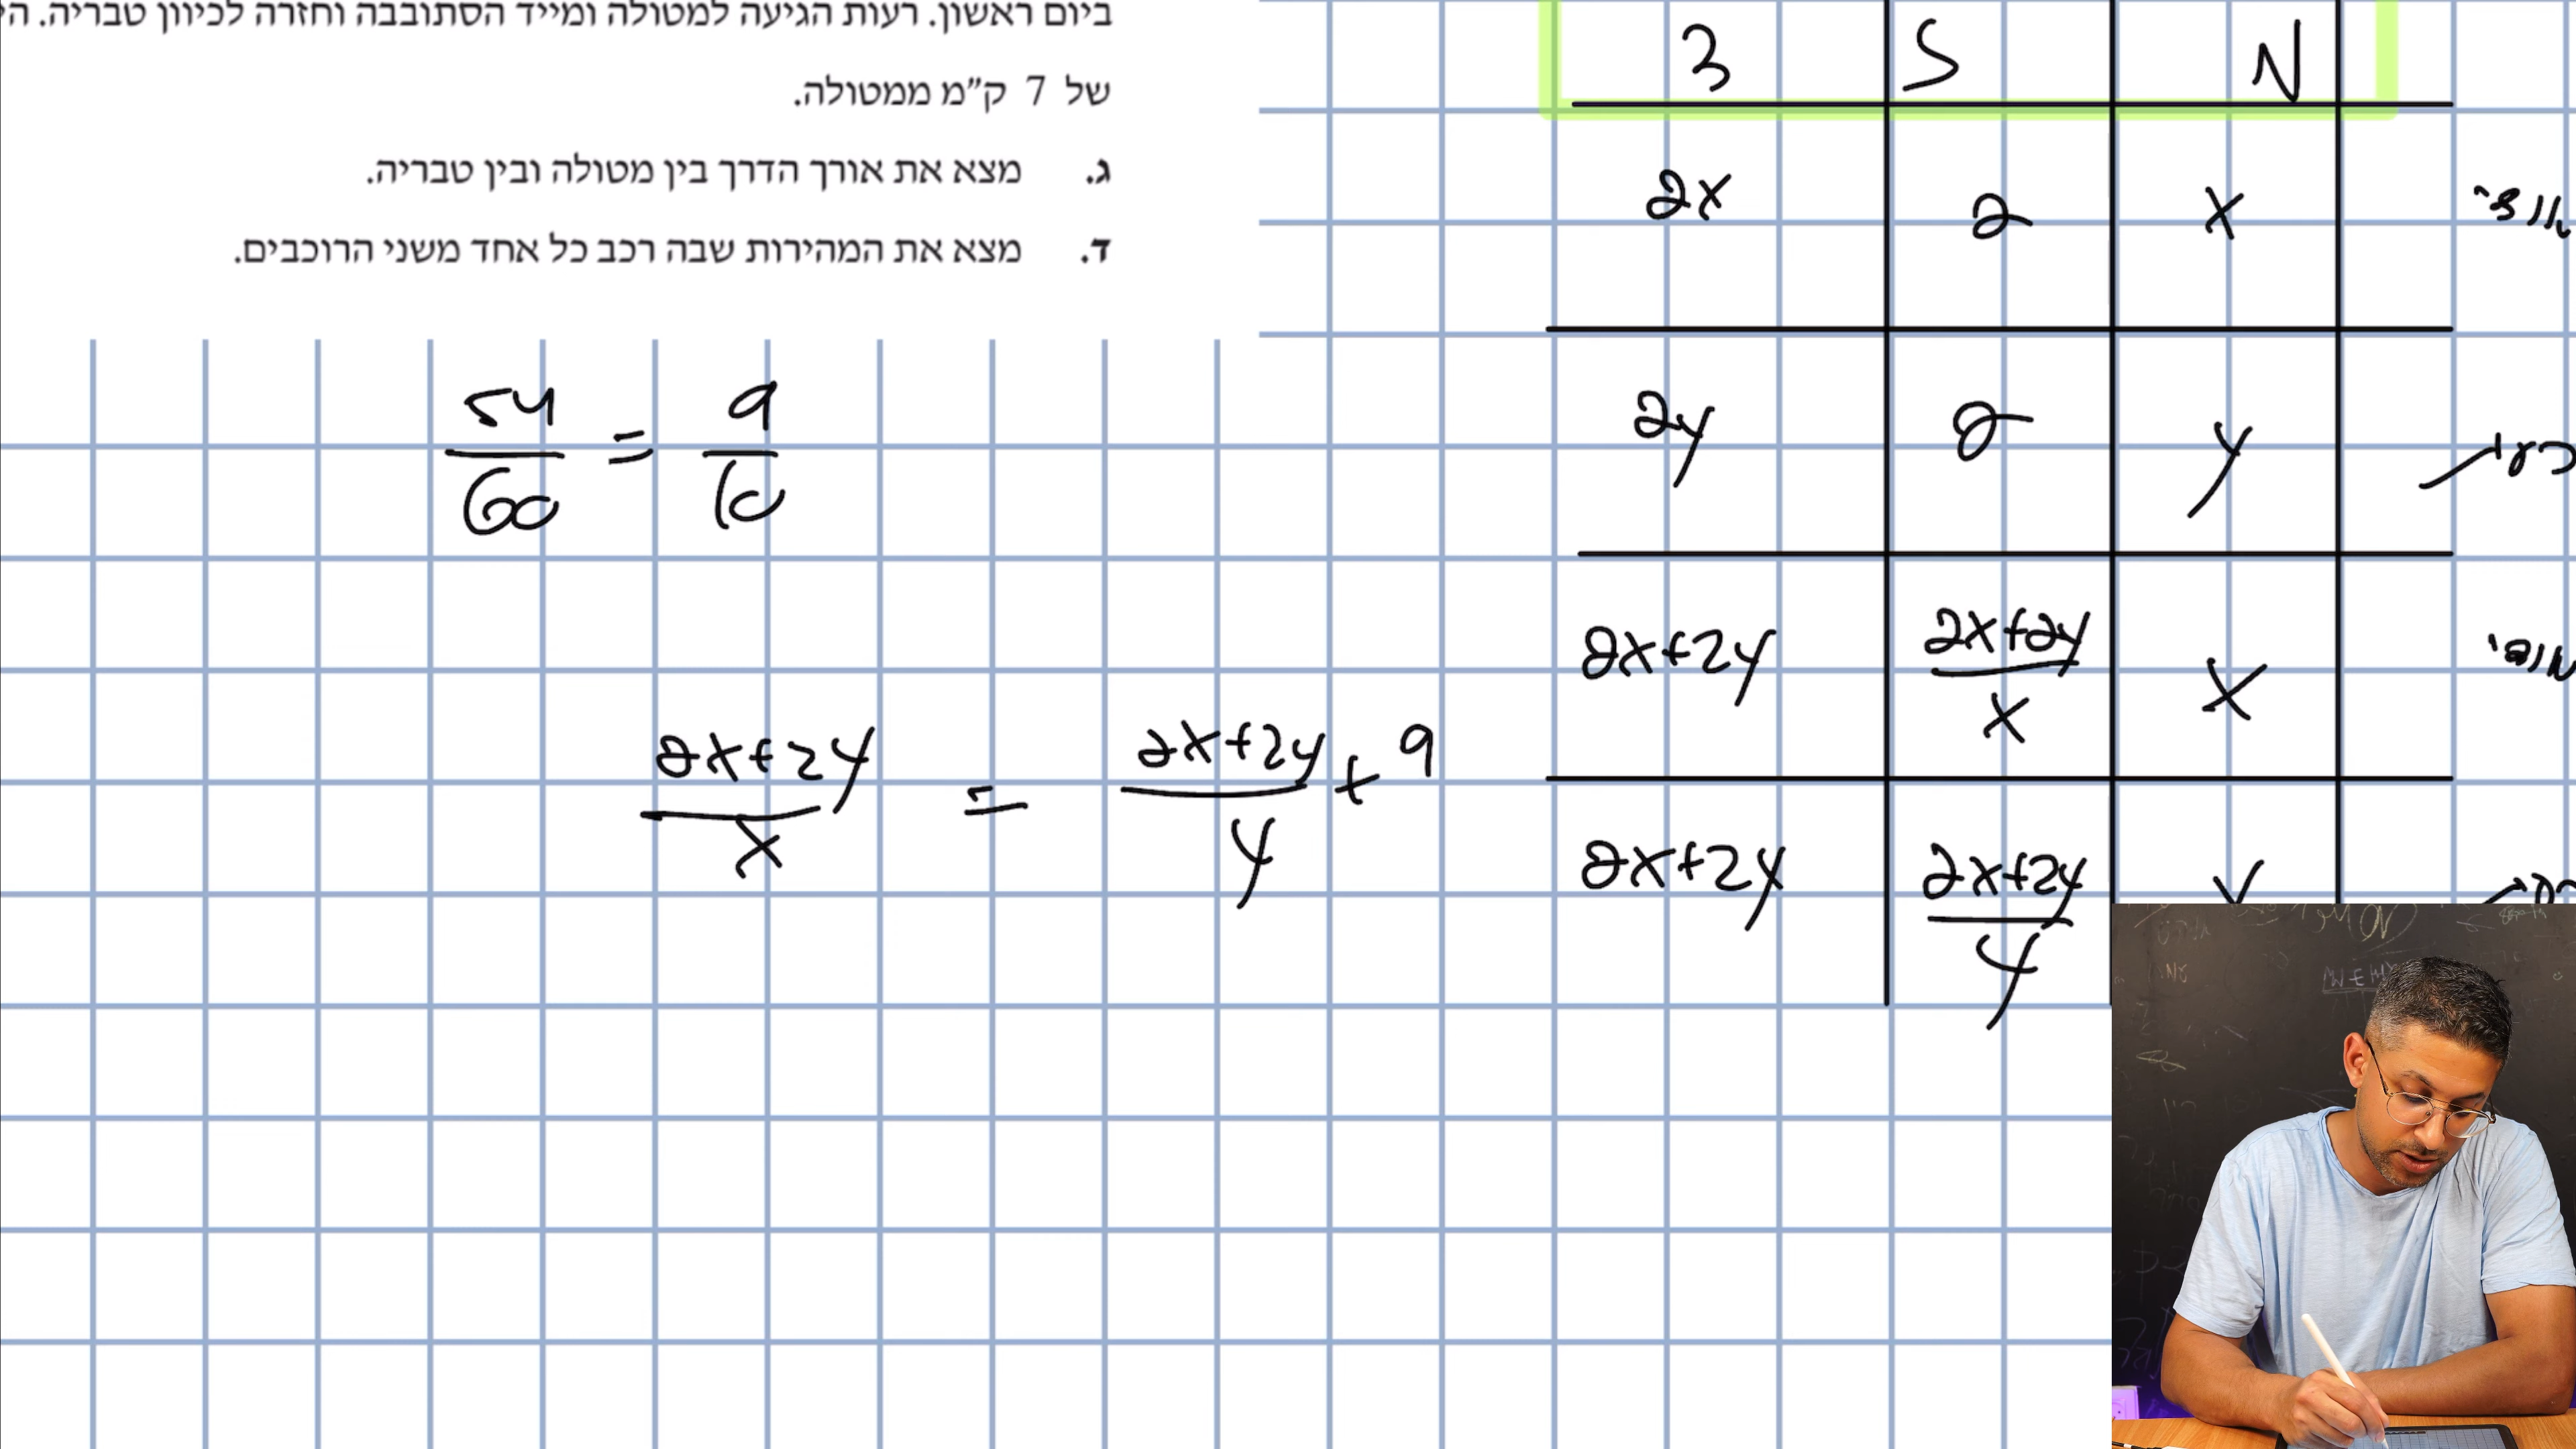 ביום ראשון. רעות הגיעה למטולה ומייד הסתובבה וחזרה לכיוון טבריה.
של 7 ק"מ ממטולה.
ג. מצא את אורך הדרך בין מטולה ובין טבריה.
ד. מצא את המהירות שבה רכב כל אחד משני הרוכבים.
54/60 = 9/10
(2x+2y)/x = (2x+2y)/y + 9
2x 2 x
2y 2 y
2x+2y (2x+2y)/x x
2x+2y (2x+2y)/y y